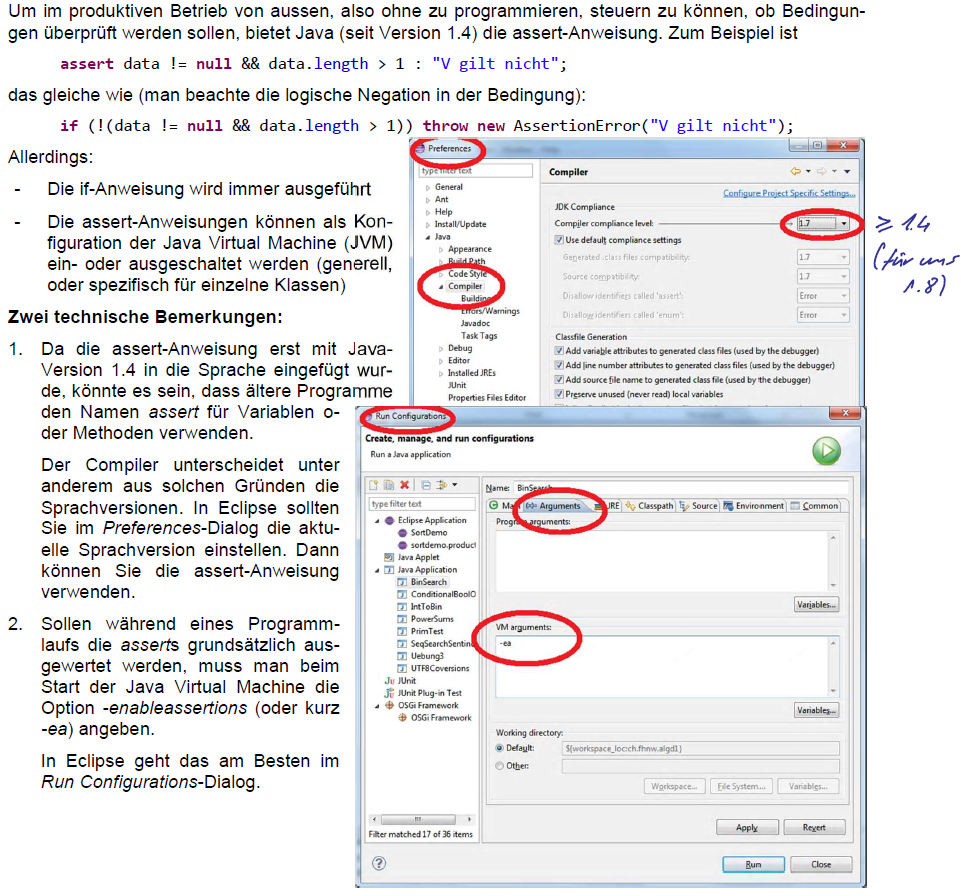 Um im produktiven Betrieb von aussen, also ohne zu programmieren, steuern zu können, ob Bedingun-
gen überprüft werden sollen, bietet Java (seit Version 1.4) die assert-Anweisung. Zum Beispiel ist
assert data != null && data.length > 1 : "V gilt nicht";
das gleiche wie (man beachte die logische Negation in der Bedingung):
if (!(data != null && data.length > 1)) throw new AssertionError("V gilt nicht");
Allerdings:
- Die if-Anweisung wird immer ausgeführt
- Die assert-Anweisungen können als Kon-
figuration der Java Virtual Machine (JVM)
ein- oder ausgeschaltet werden (generell,
oder spezifisch für einzelne Klassen)
Zwei technische Bemerkungen:
1. Da die assert-Anweisung erst mit Java-
Version 1.4 in die Sprache eingefügt wur-
de, könnte es sein, dass ältere Programme
den Namen assert für Variablen o-
der Methoden verwenden.
Der Compiler unterscheidet unter
anderem aus solchen Gründen die
Sprachversionen. In Eclipse sollten
Sie im Preferences-Dialog die aktu-
elle Sprachversion einstellen. Dann
können Sie die assert-Anweisung
verwenden.
2. Sollen während eines Programm-
laufs die asserts grundsätzlich aus-
gewertet werden, muss man beim
Start der Java Virtual Machine die
Option -enableassertions (oder kurz
-ea) angeben.
In Eclipse geht das am Besten im
Run Configurations-Dialog.
Preferences
type filter text
General
Ant
Help
Install/Update
Java
Appearance
Build Path
Code Style
Compiler
Building
Errors/Warnings
Javadoc
Task Tags
Debug
Editor
Installed JREs
JUnit
Properties Files Editor
Compiler
Configure Project Specific Settings...
JDK Compliance
Compiler compliance level: 1.7
Use default compliance settings
Generated .class files compatibility: 1.7
Source compatibility: 1.7
Disallow identifiers called 'assert': Error
Disallow identifiers called 'enum': Error
Classfile Generation
Add variable attributes to generated class files (used by the debugger)
Add line number attributes to generated class files (used by the debugger)
Add source file name to generated class file (used by the debugger)
Preserve unused (never read) local variables
≥ 1.4
(für uns
1.8)
Run Configurations
Create, manage, and run configurations
Run a Java application
type filter text
Eclipse Application
SortDemo
sortdemo.product
Java Applet
Java Application
BinSearch
ConditionalBoolO
IntToBin
PowerSums
PrimTest
SeqSearchSentine
Uebung3
UTF8Coversions
JUnit
JUnit Plug-in Test
OSGi Framework
OSGi Framework
Filter matched 17 of 36 items
Name: BinSearch
Arguments JRE Classpath Source Environment Common
Program arguments:
Variables...
VM arguments:
-ea
Variables...
Working directory:
Default: ${workspace_loc:ch.fhnw.algd1}
Other:
Workspace... File System... Variables...
Apply Revert
Run Close